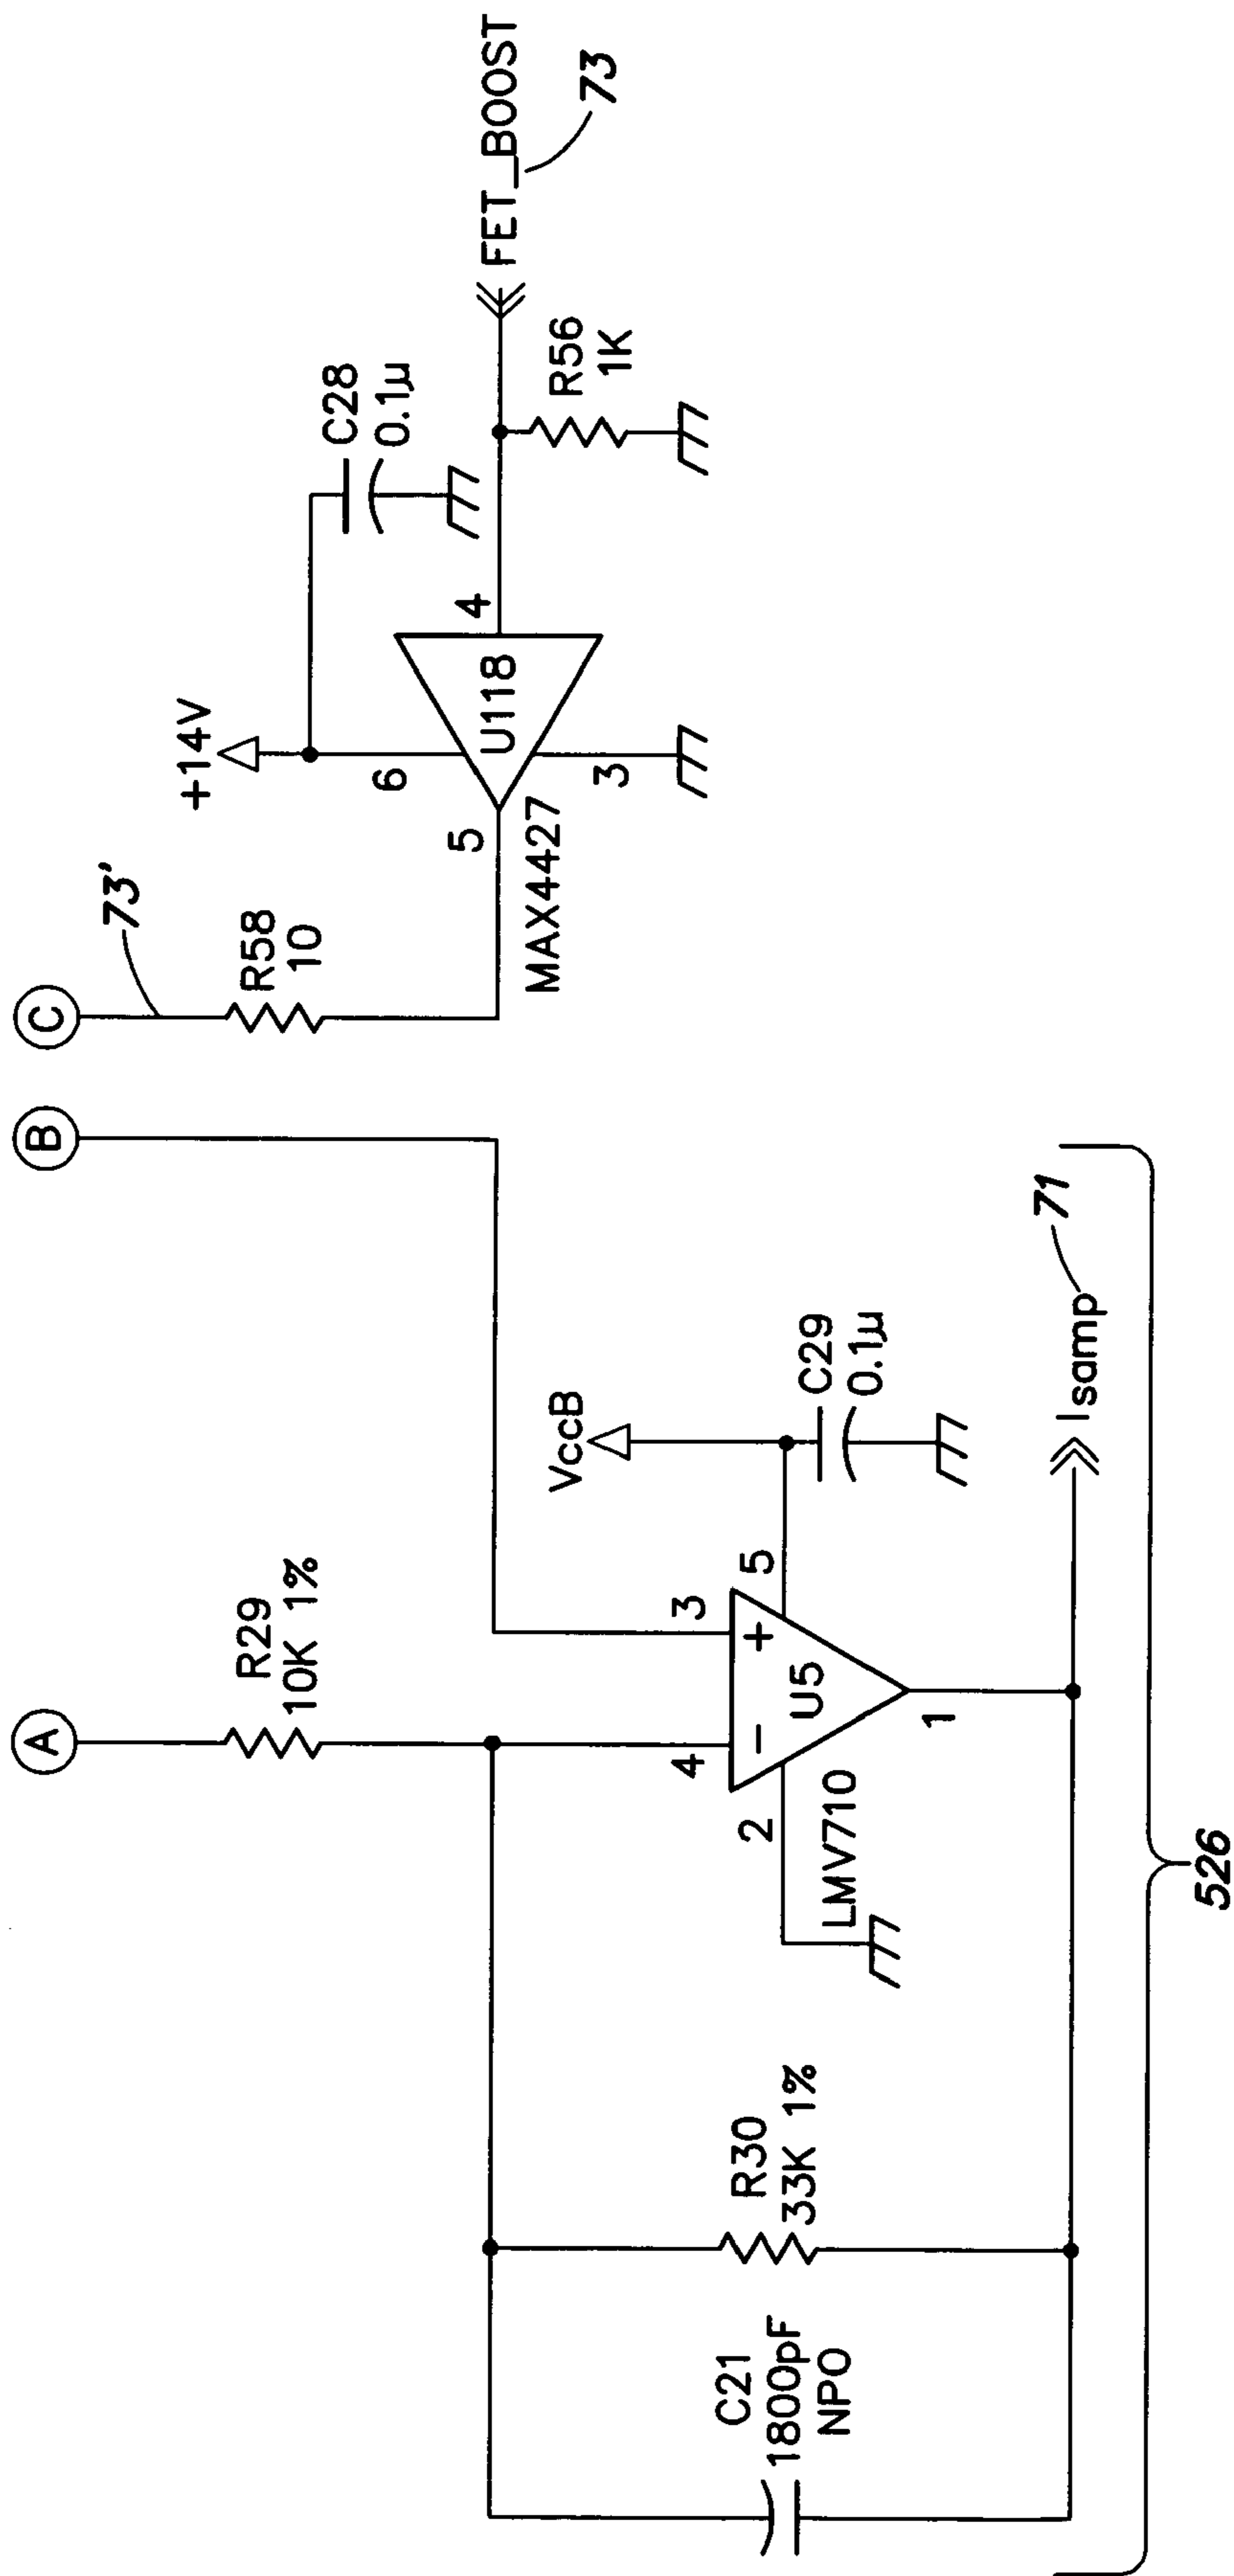 A
B
C
73'
R29
10K 1%
R58
10
+14V
6
5
U118
4
3
MAX4427
C28
0.1µ
FET_BOOST
73
R56
1K
VccB
4
3
−
+
U5
2
5
1
LMV710
C29
0.1µ
Isamp
71
C21
1800pF
NPO
R30
33K 1%
526